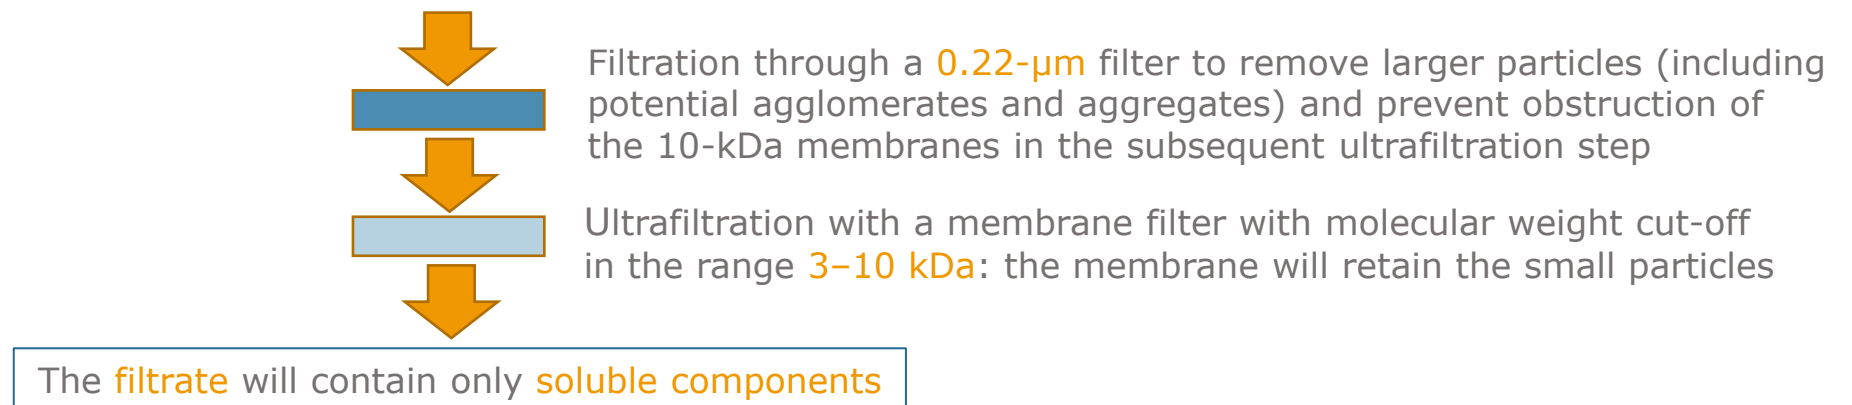 Filtration through a 0.22-µm filter to remove larger particles (including
potential agglomerates and aggregates) and prevent obstruction of
the 10-kDa membranes in the subsequent ultrafiltration step
Ultrafiltration with a membrane filter with molecular weight cut-off
in the range 3–10 kDa: the membrane will retain the small particles
The filtrate will contain only soluble components